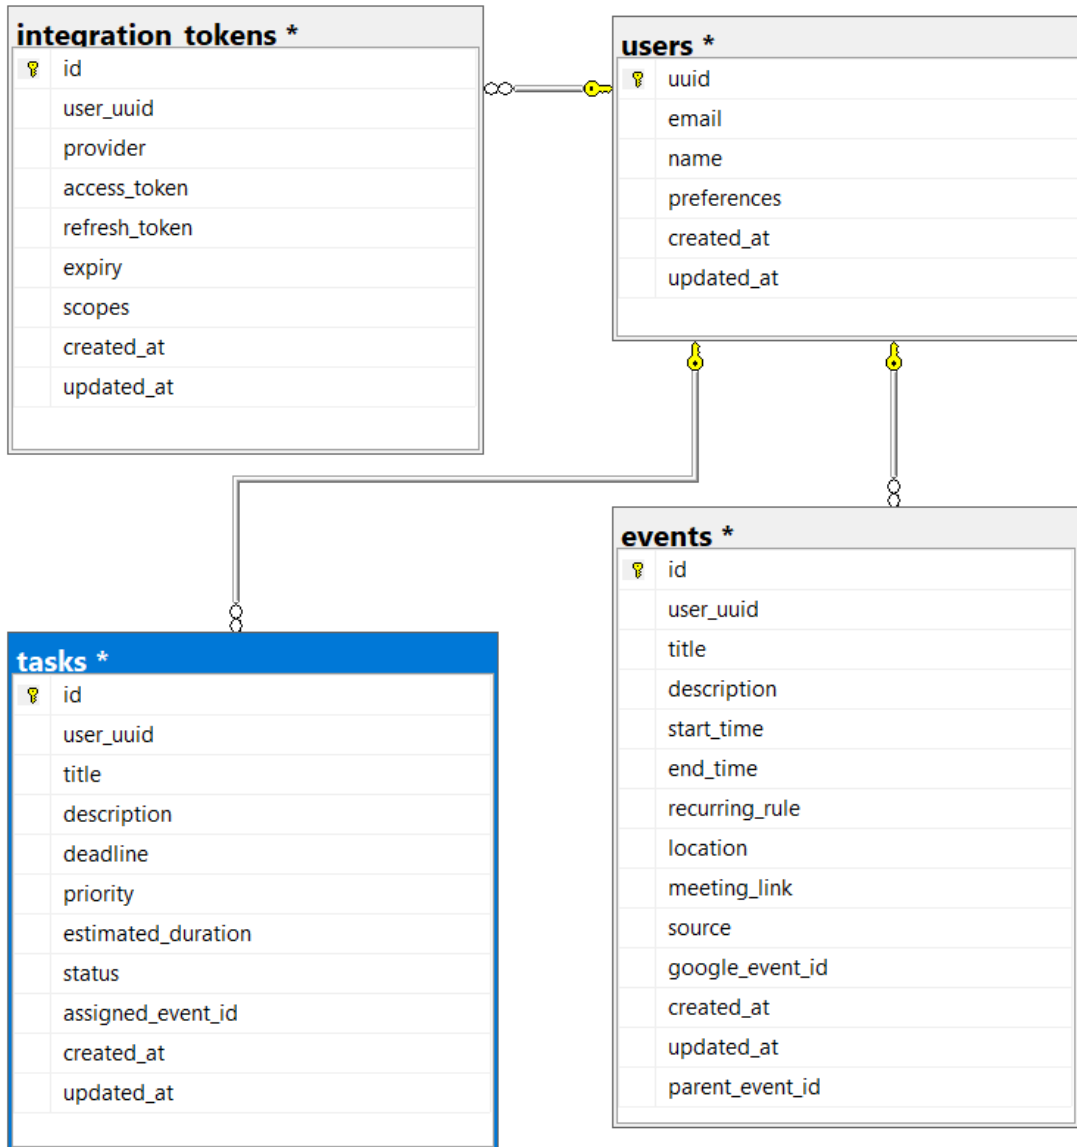 integration_tokens *
id
user_uuid
provider
access_token
refresh_token
expiry
scopes
created_at
updated_at
users *
uuid
email
name
preferences
created_at
updated_at
tasks *
id
user_uuid
title
description
deadline
priority
estimated_duration
status
assigned_event_id
created_at
updated_at
events *
id
user_uuid
title
description
start_time
end_time
recurring_rule
location
meeting_link
source
google_event_id
created_at
updated_at
parent_event_id